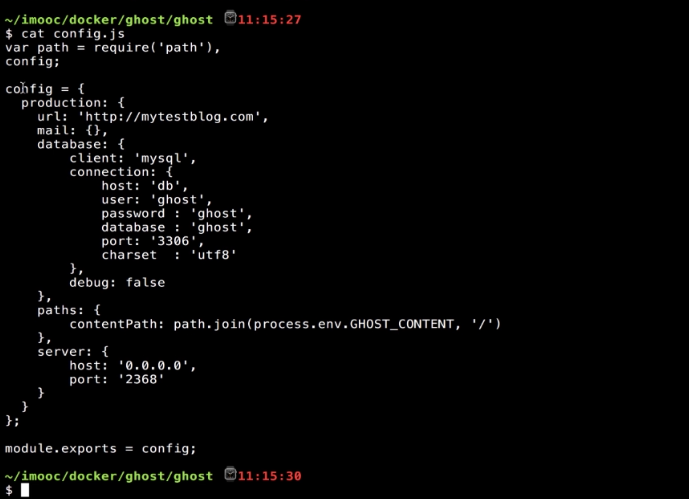 ~/imooc/docker/ghost/ghost 11:15:27
$ cat config.js
var path = require('path'),
config;

config = {
  production: {
    url: 'http://mytestblog.com',
    mail: {},
    database: {
        client: 'mysql',
        connection: {
            host: 'db',
            user: 'ghost',
            password : 'ghost',
            database : 'ghost',
            port: '3306',
            charset  : 'utf8'
        },
        debug: false
    },
    paths: {
        contentPath: path.join(process.env.GHOST_CONTENT, '/')
    },
    server: {
        host: '0.0.0.0',
        port: '2368'
    }
  }
};

module.exports = config;

~/imooc/docker/ghost/ghost 11:15:30
$